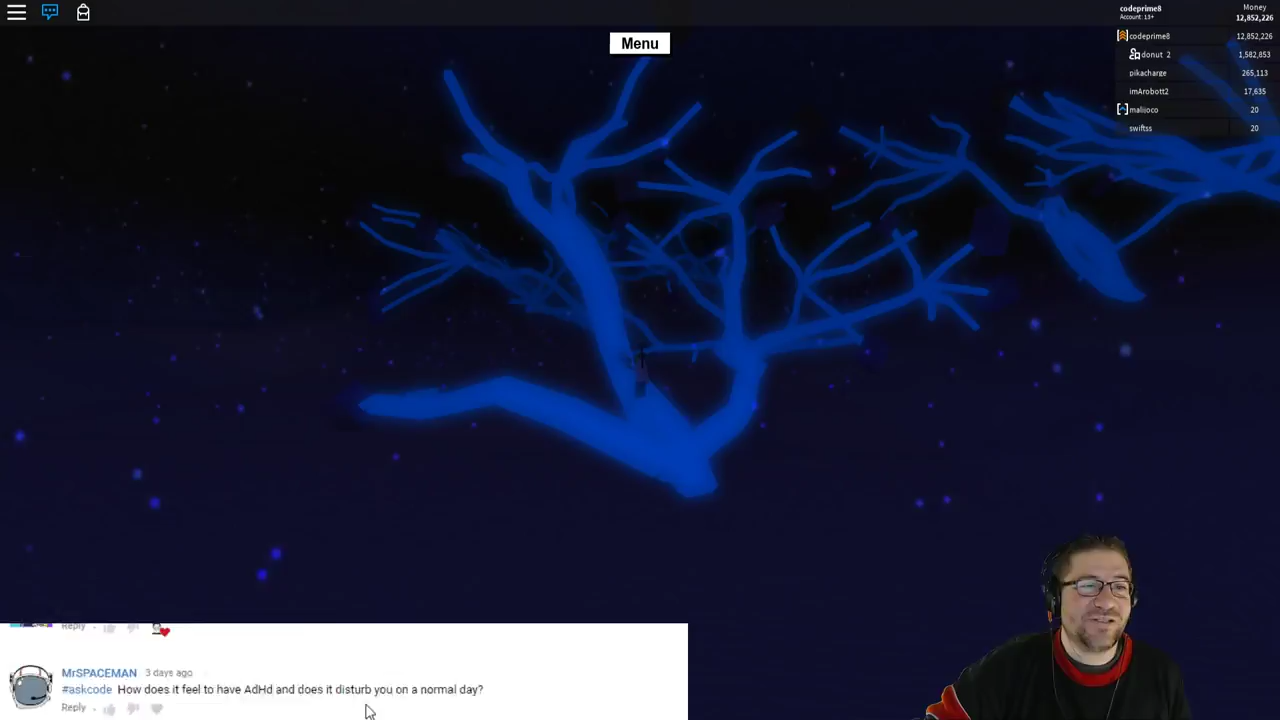 codeprime8
Account: 13+
Money
12,852,226
codeprime8 12,852,226
donut 2 1,582,853
pikacharge 265,113
imArobott2 17,635
malijoco 20
swiftss 20
Menu
Reply
MrSPACEMAN 3 days ago
#askcode How does it feel to have AdHd and does it disturb you on a normal day?
Reply